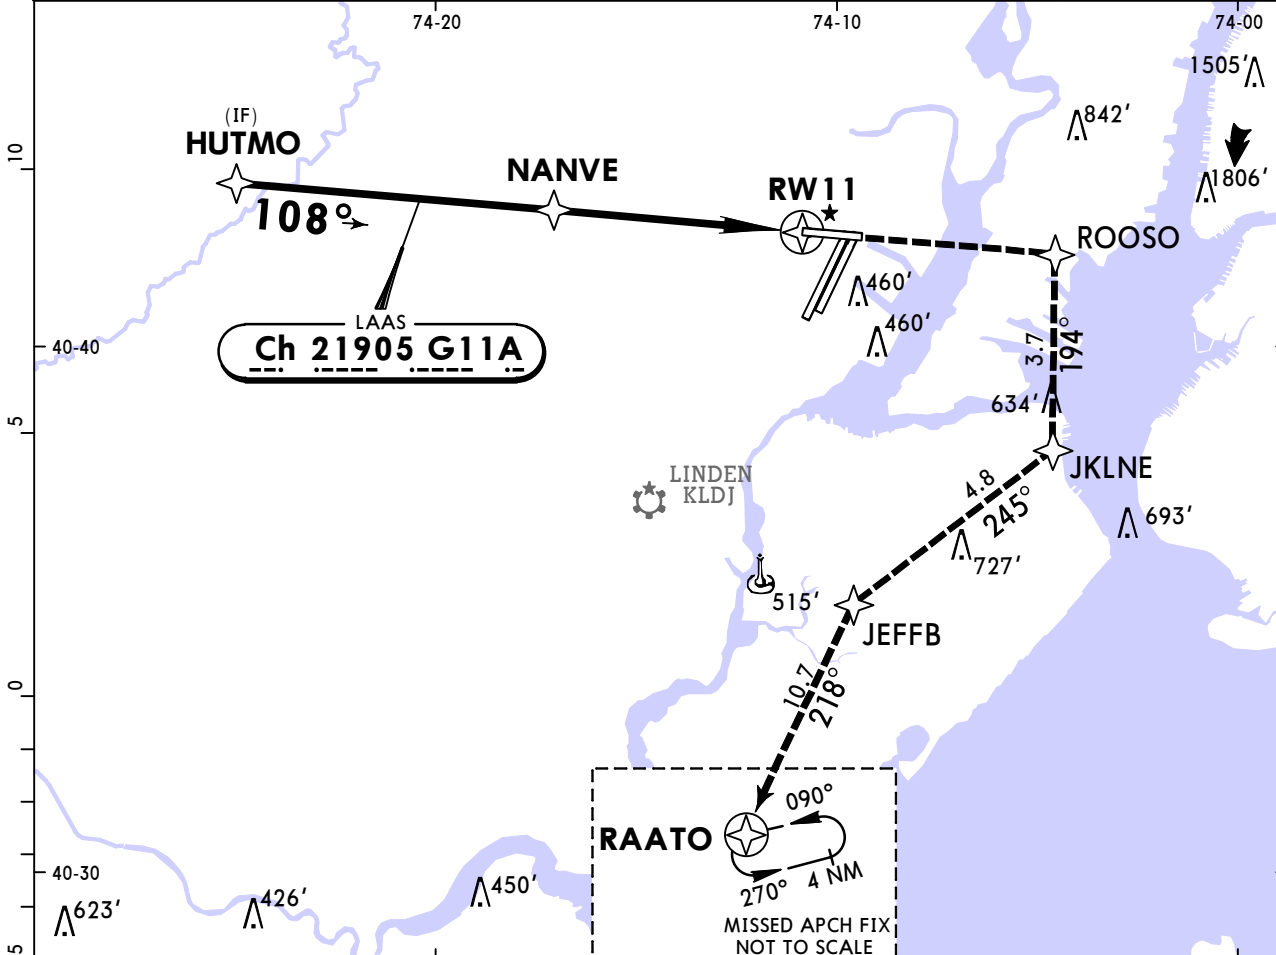 74-20
74-10
74-00
1505'
842'
(IF)
HUTMO
10
NANVE
1806'
RW11
108°
ROOSO
460'
LAAS
460'
194°
3.7
40-40
Ch 21905 G11A
634'
5
LINDEN
KLDJ
JKLNE
4.8
245°
693'
727'
515'
JEFFB
0
10.7
218°
090°
RAATO
40-30
4 NM
270°
450'
426'
623'
MISSED APCH FIX
NOT TO SCALE
5